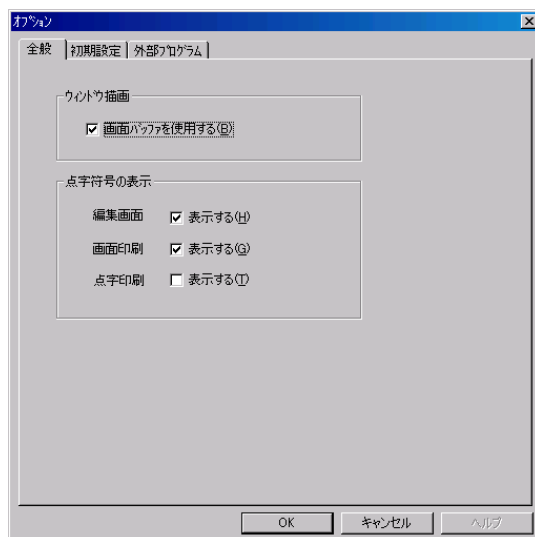 オプション
全般 初期設定 外部プログラム
ウィンドウ描画
画面バッファを使用する(B)
点字符号の表示
編集画面 表示する(H)
画面印刷 表示する(G)
点字印刷 表示する(T)
OK キャンセル ヘルプ